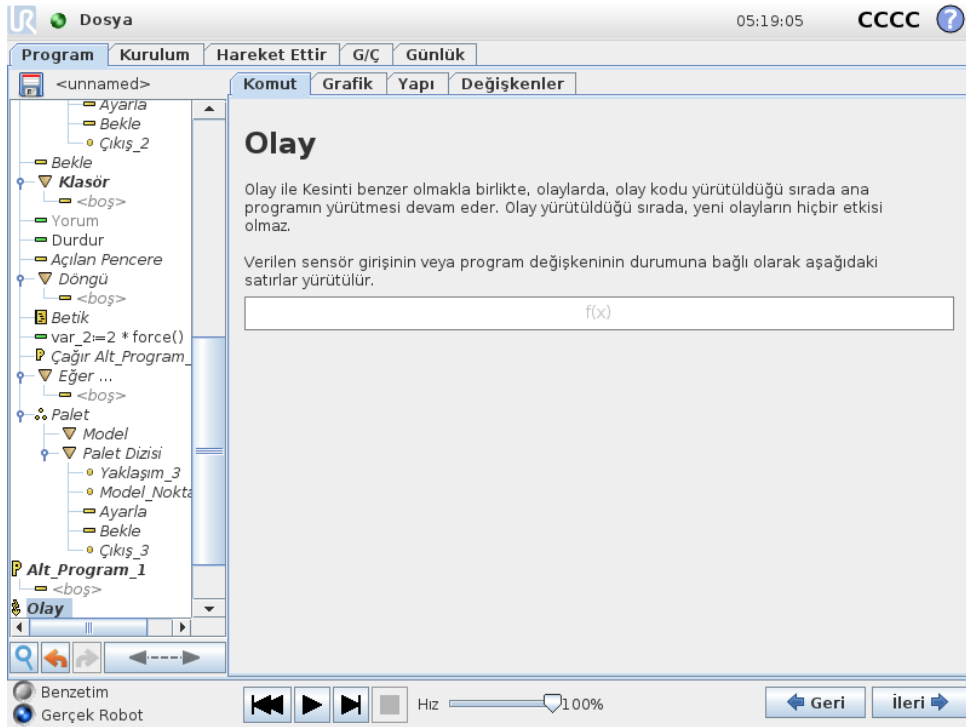 UR Dosya 05:19:05 CCCC ?
Program Kurulum Hareket Ettir G/Ç Günlük
<unnamed>
Komut Grafik Yapı Değişkenler
Ayarla
Bekle
Çıkış_2
Bekle
Klasör
<boş>
Yorum
Durdur
Açılan Pencere
Döngü
<boş>
Betik
var_2:=2 * force()
P Çağır Alt_Program_
Eğer ...
<boş>
Palet
Model
Palet Dizisi
Yaklaşım_3
Model_Nokta
Ayarla
Bekle
Çıkış_3
P Alt_Program_1
<boş>
Olay
Olay
Olay ile Kesinti benzer olmakla birlikte, olaylarda, olay kodu yürütüldüğü sırada ana
programın yürütmesi devam eder. Olay yürütüldüğü sırada, yeni olayların hiçbir etkisi
olmaz.
Verilen sensör girişinin veya program değişkeninin durumuna bağlı olarak aşağıdaki
satırlar yürütülür.
f(x)
Benzetim
Gerçek Robot
Hız 100%
Geri İleri